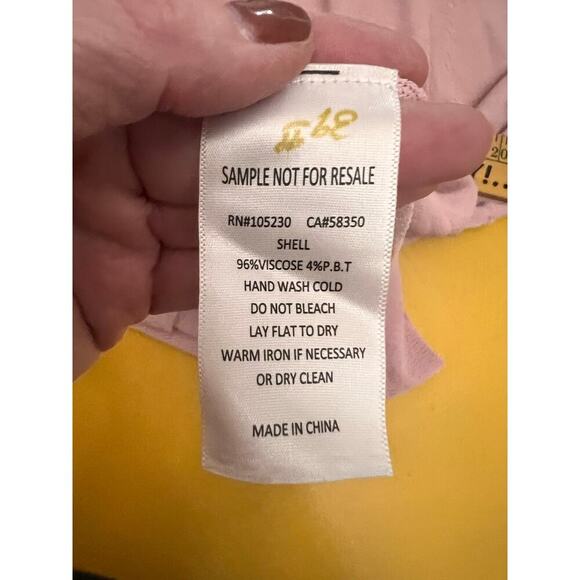 SAMPLE NOT FOR RESALE
RN#105230 CA#58350
SHELL
96%VISCOSE 4%P.B.T
HAND WASH COLD
DO NOT BLEACH
LAY FLAT TO DRY
WARM IRON IF NECESSARY
OR DRY CLEAN
MADE IN CHINA